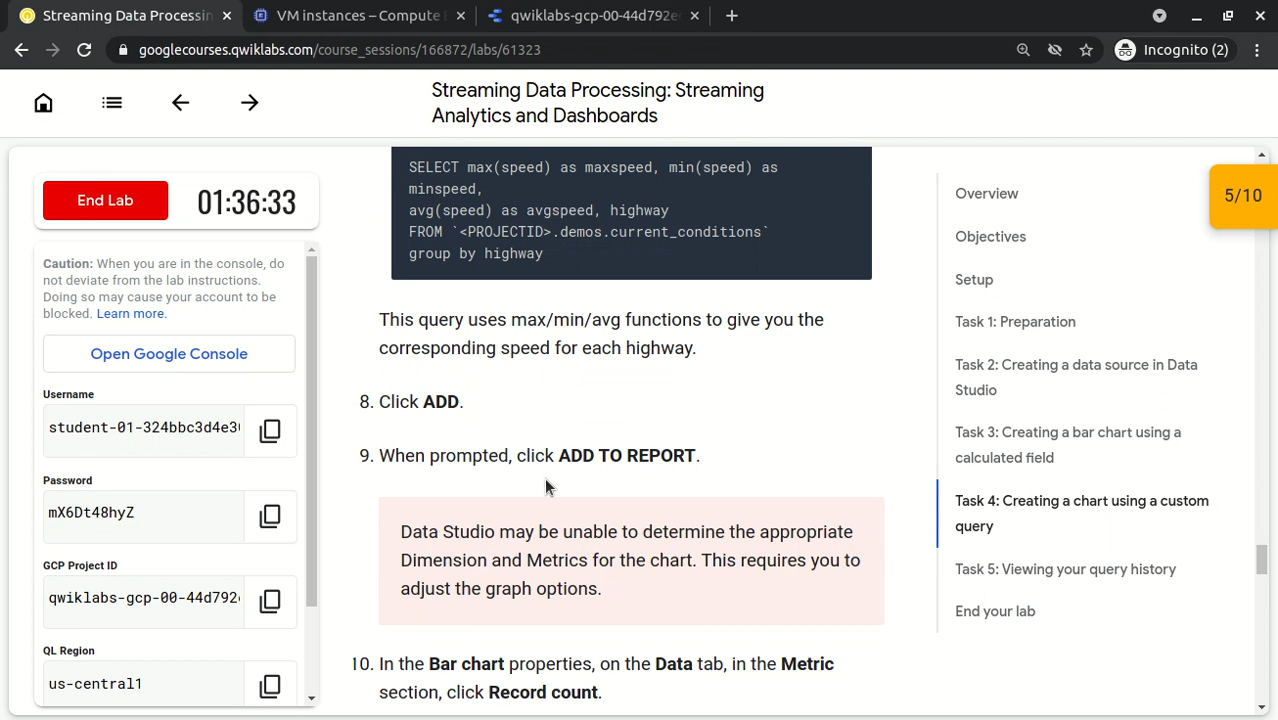 Streaming Data Processin
VM instances – Compute
qwiklabs-gcp-00-44d792e
googlecourses.qwiklabs.com/course_sessions/166872/labs/61323
Incognito (2)
Streaming Data Processing: Streaming
Analytics and Dashboards
End Lab
01:36:33
Caution: When you are in the console, do
not deviate from the lab instructions.
Doing so may cause your account to be
blocked. Learn more.
Open Google Console
Username
student-01-324bbc3d4e3
Password
mX6Dt48hyZ
GCP Project ID
qwiklabs-gcp-00-44d792
QL Region
us-central1
SELECT max(speed) as maxspeed, min(speed) as
minspeed,
avg(speed) as avgspeed, highway
FROM `<PROJECTID>.demos.current_conditions`
group by highway
This query uses max/min/avg functions to give you the
corresponding speed for each highway.
8. Click ADD.
9. When prompted, click ADD TO REPORT.
Data Studio may be unable to determine the appropriate
Dimension and Metrics for the chart. This requires you to
adjust the graph options.
10. In the Bar chart properties, on the Data tab, in the Metric
section, click Record count.
Overview
Objectives
Setup
Task 1: Preparation
Task 2: Creating a data source in Data
Studio
Task 3: Creating a bar chart using a
calculated field
Task 4: Creating a chart using a custom
query
Task 5: Viewing your query history
End your lab
5/10